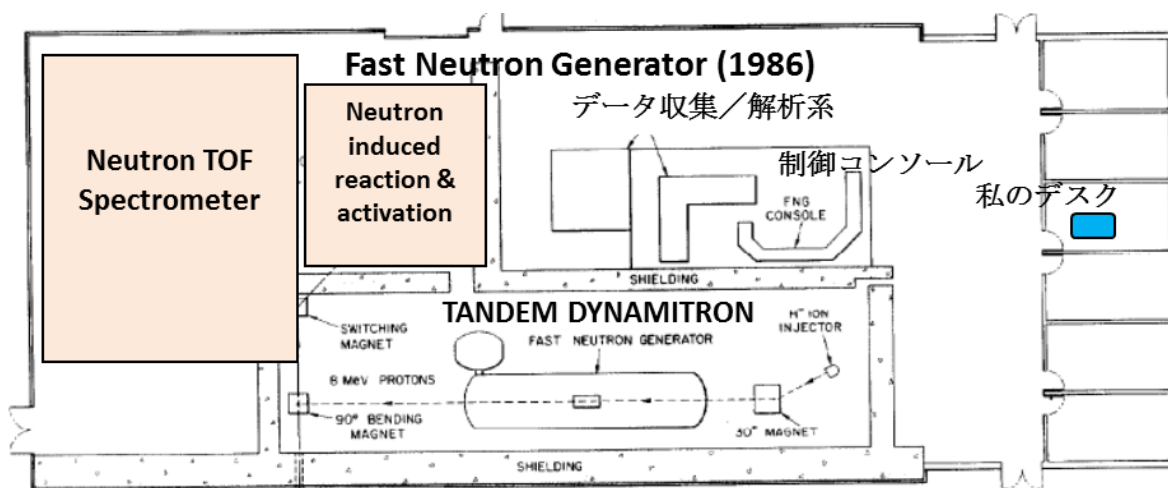 Fast Neutron Generator (1986)
データ収集／解析系
Neutron TOF
Spectrometer
Neutron
induced
reaction &
activation
制御コンソール
私のデスク
FNG
CONSOLE
SHIELDING
TANDEM DYNAMITRON
SWITCHING
MAGNET
FAST NEUTRON GENERATOR
H⁻ ION
INJECTOR
8 MeV PROTONS
90° BENDING
MAGNET
30° MAGNET
SHIELDING